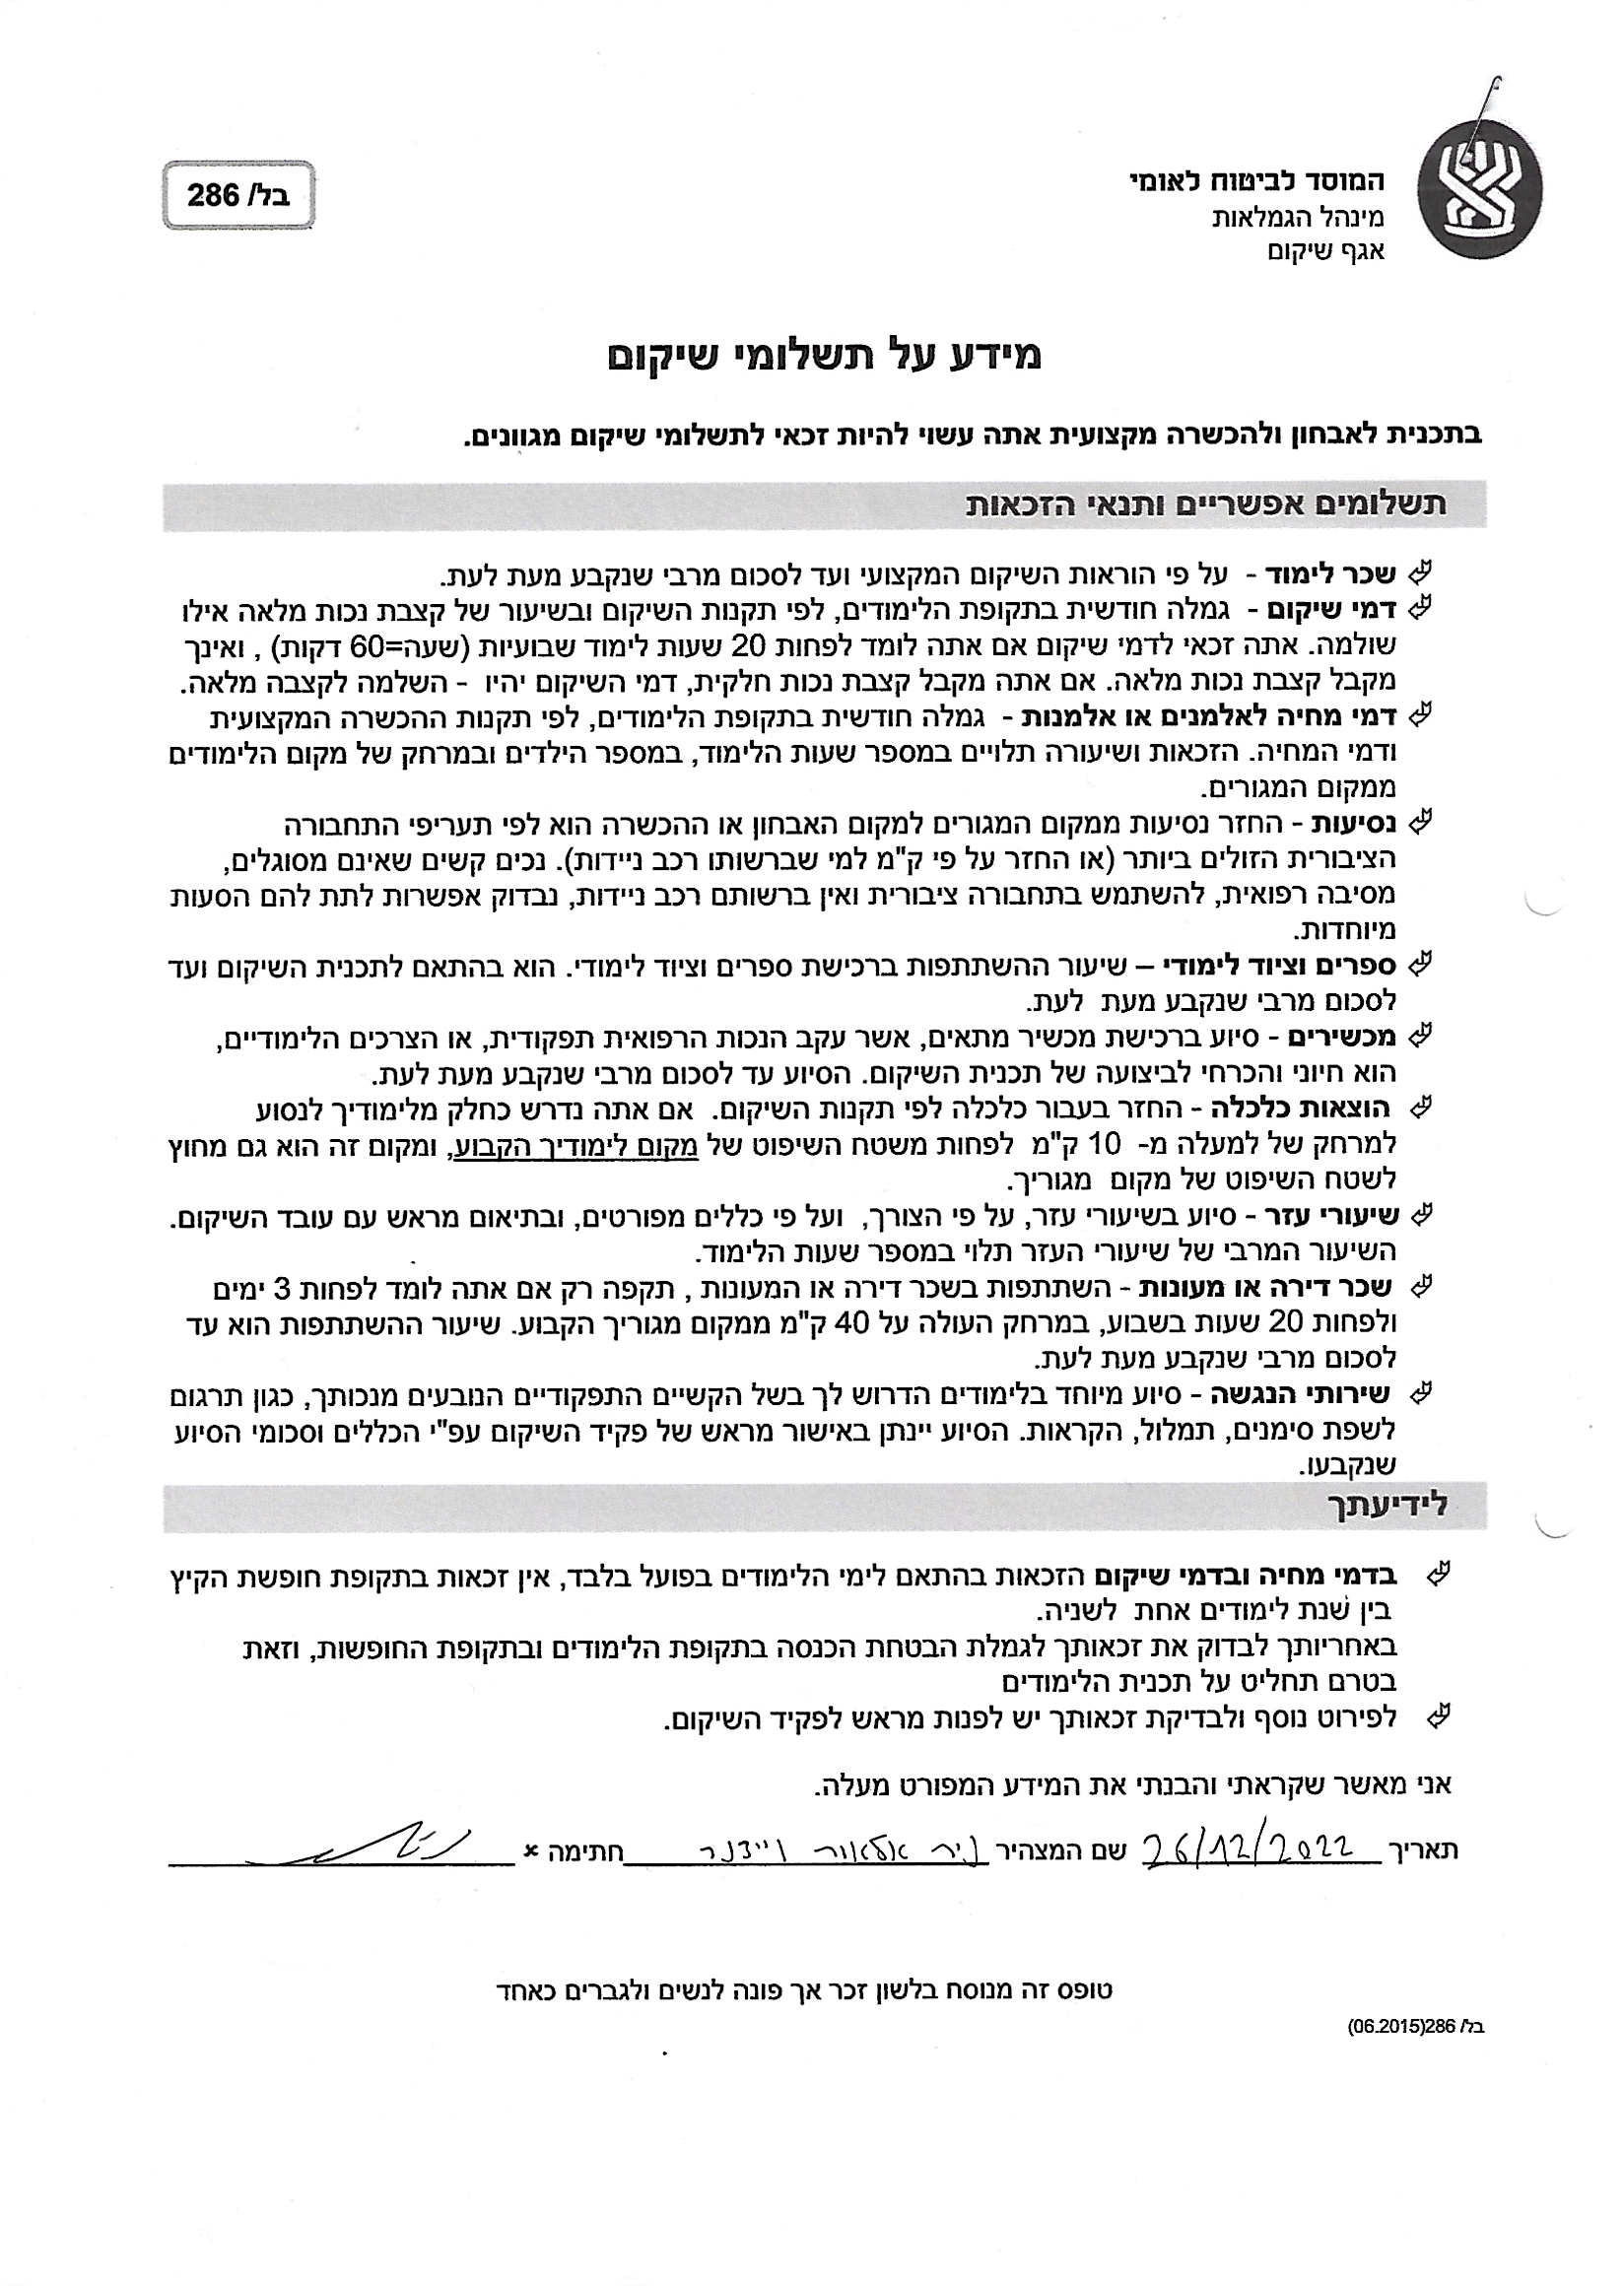 המוסד לביטוח לאומי
מינהל הגמלאות
אגף שיקום
בל/ 286
מידע על תשלומי שיקום
בתכנית לאבחון ולהכשרה מקצועית אתה עשוי להיות זכאי לתשלומי שיקום מגוונים.
תשלומים אפשריים ותנאי הזכאות
שכר לימוד - על פי הוראות השיקום המקצועי ועד לסכום מרבי שנקבע מעת לעת.
דמי שיקום - גמלה חודשית בתקופת הלימודים, לפי תקנות השיקום ובשיעור של קצבת נכות מלאה אילו
שולמה. אתה זכאי לדמי שיקום אם אתה לומד לפחות 20 שעות לימוד שבועיות (שעה=60 דקות) , ואינך
מקבל קצבת נכות מלאה. אם אתה מקבל קצבת נכות חלקית, דמי השיקום יהיו - השלמה לקצבה מלאה.
דמי מחיה לאלמנים או אלמנות - גמלה חודשית בתקופת הלימודים, לפי תקנות ההכשרה המקצועית
ודמי המחיה. הזכאות ושיעורה תלויים במספר שעות הלימוד, במספר הילדים ובמרחק של מקום הלימודים
ממקום המגורים.
נסיעות - החזר נסיעות ממקום המגורים למקום האבחון או ההכשרה הוא לפי תעריפי התחבורה
הציבורית הזולים ביותר (או החזר על פי ק"מ למי שברשותו רכב ניידות). נכים קשים שאינם מסוגלים,
מסיבה רפואית, להשתמש בתחבורה ציבורית ואין ברשותם רכב ניידות, נבדוק אפשרות לתת להם הסעות
מיוחדות.
ספרים וציוד לימודי – שיעור ההשתתפות ברכישת ספרים וציוד לימודי. הוא בהתאם לתכנית השיקום ועד
לסכום מרבי שנקבע מעת לעת.
מכשירים - סיוע ברכישת מכשיר מתאים, אשר עקב הנכות הרפואית תפקודית, או הצרכים הלימודיים,
הוא חיוני והכרחי לביצועה של תכנית השיקום. הסיוע עד לסכום מרבי שנקבע מעת לעת.
הוצאות כלכלה - החזר בעבור כלכלה לפי תקנות השיקום. אם אתה נדרש כחלק מלימודיך לנסוע
למרחק של למעלה מ- 10 ק"מ לפחות משטח השיפוט של מקום לימודיך הקבוע, ומקום זה הוא גם מחוץ
לשטח השיפוט של מקום מגוריך.
שיעורי עזר - סיוע בשיעורי עזר, על פי הצורך, ועל פי כללים מפורטים, ובתיאום מראש עם עובד השיקום.
השיעור המרבי של שיעורי העזר תלוי במספר שעות הלימוד.
שכר דירה או מעונות - השתתפות בשכר דירה או המעונות , תקפה רק אם אתה לומד לפחות 3 ימים
ולפחות 20 שעות בשבוע, במרחק העולה על 40 ק"מ ממקום מגוריך הקבוע. שיעור ההשתתפות הוא עד
לסכום מרבי שנקבע מעת לעת.
שירותי הנגשה - סיוע מיוחד בלימודים הדרוש לך בשל הקשיים התפקודיים הנובעים מנכותך, כגון תרגום
לשפת סימנים, תמלול, הקראות. הסיוע יינתן באישור מראש של פקיד השיקום עפ"י הכללים וסכומי הסיוע
שנקבעו.
לידיעתך
בדמי מחיה ובדמי שיקום הזכאות בהתאם לימי הלימודים בפועל בלבד, אין זכאות בתקופת חופשת הקיץ
בין שנת לימודים אחת לשניה.
באחריותך לבדוק את זכאותך לגמלת הבטחת הכנסה בתקופת הלימודים ובתקופת החופשות, וזאת
בטרם תחליט על תכנית הלימודים
לפירוט נוסף ולבדיקת זכאותך יש לפנות מראש לפקיד השיקום.
אני מאשר שקראתי והבנתי את המידע המפורט מעלה.
תאריך 26/12/2022 שם המצהיר ניר אלאור ויידנר חתימה x
טופס זה מנוסח בלשון זכר אך פונה לנשים ולגברים כאחד
בל/ 286(06.2015)